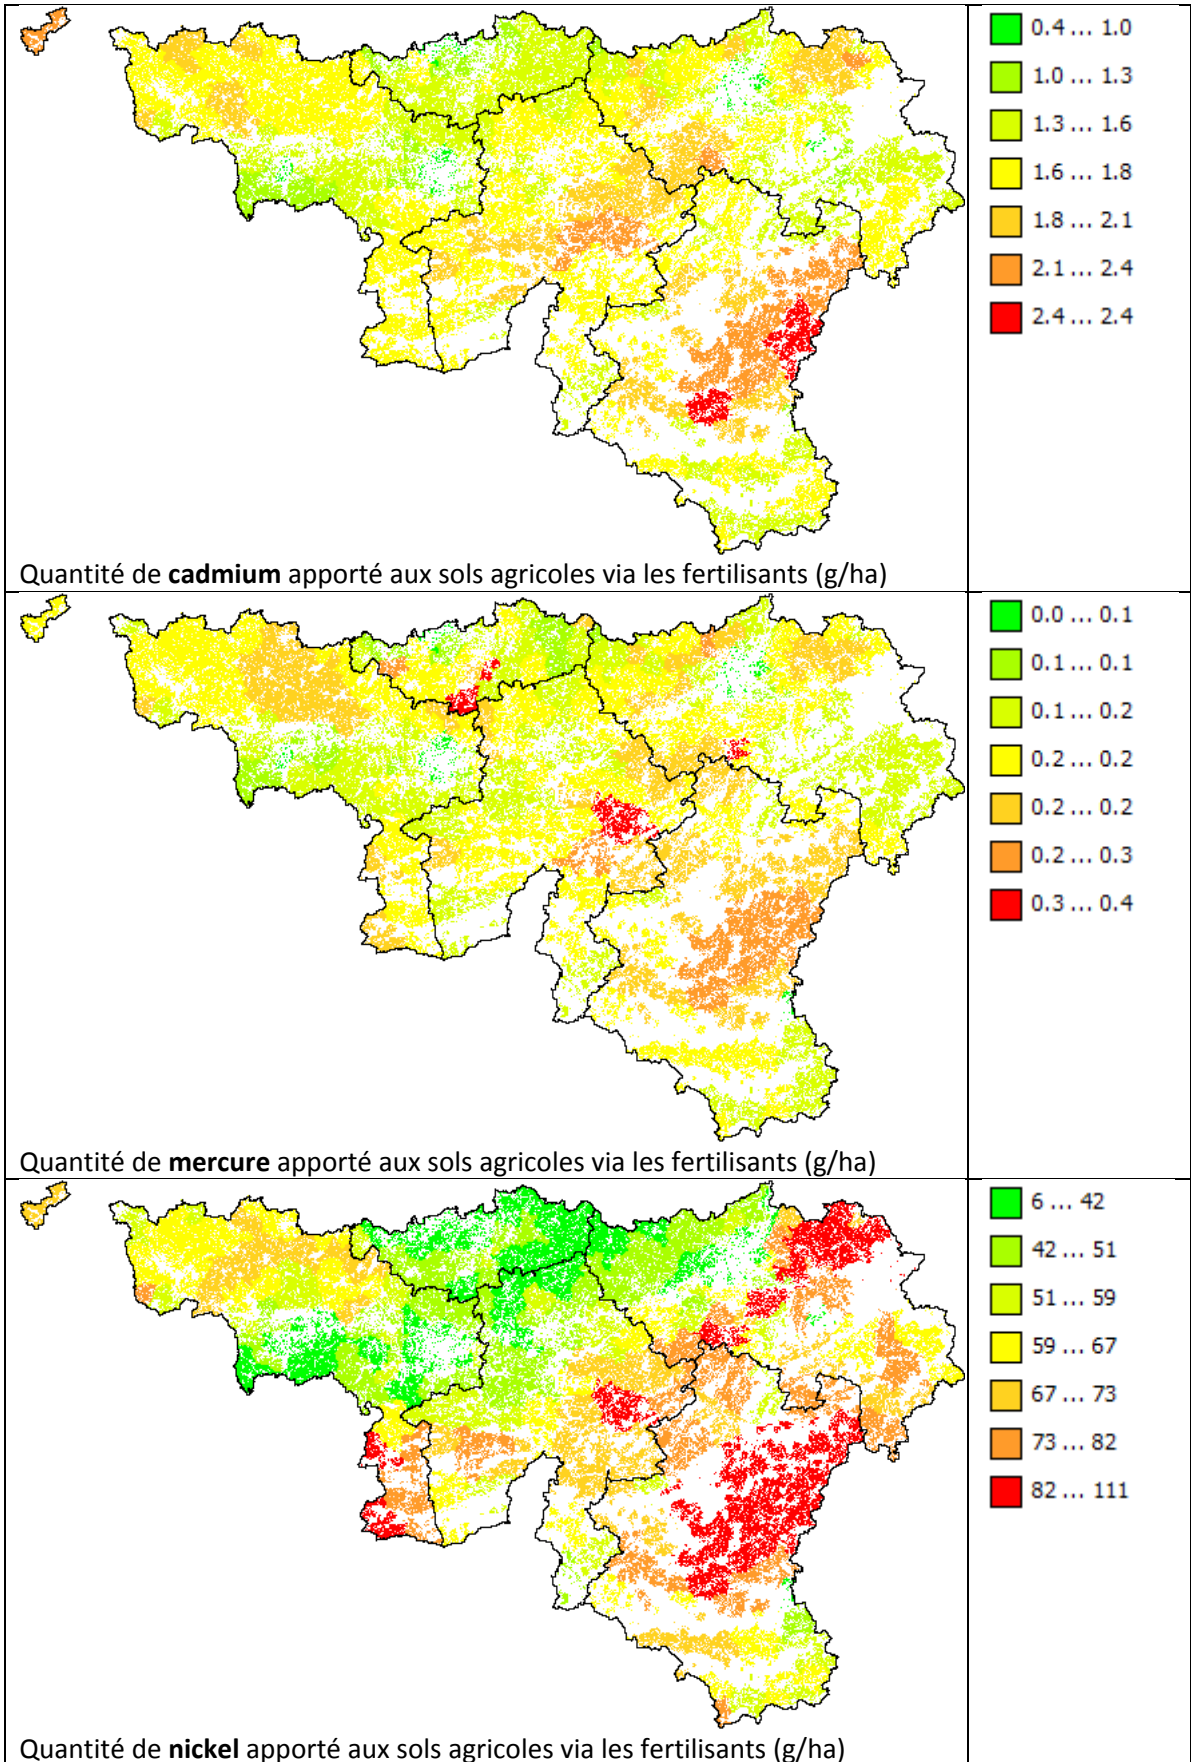 0.4 ... 1.0
1.0 ... 1.3
1.3 ... 1.6
1.6 ... 1.8
1.8 ... 2.1
2.1 ... 2.4
2.4 ... 2.4
Quantité de cadmium apporté aux sols agricoles via les fertilisants (g/ha)
0.0 ... 0.1
0.1 ... 0.1
0.1 ... 0.2
0.2 ... 0.2
0.2 ... 0.2
0.2 ... 0.3
0.3 ... 0.4
Quantité de mercure apporté aux sols agricoles via les fertilisants (g/ha)
6 ... 42
42 ... 51
51 ... 59
59 ... 67
67 ... 73
73 ... 82
82 ... 111
Quantité de nickel apporté aux sols agricoles via les fertilisants (g/ha)